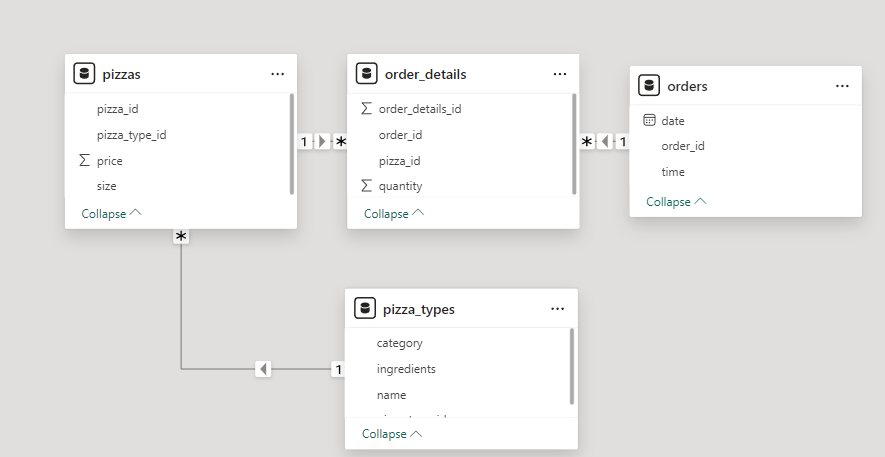 pizzas
pizza_id
pizza_type_id
price
size
Collapse
1
*
order_details
order_details_id
order_id
pizza_id
quantity
Collapse
*
1
orders
date
order_id
time
Collapse
*
1
pizza_types
category
ingredients
name
Collapse